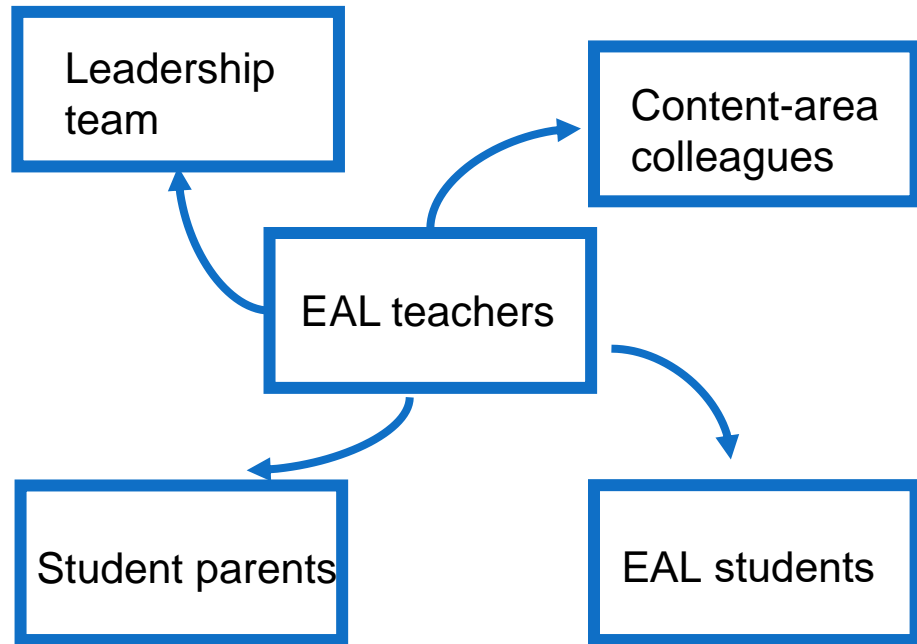 Leadership
team
Content-area
colleagues
EAL teachers
Student parents
EAL students